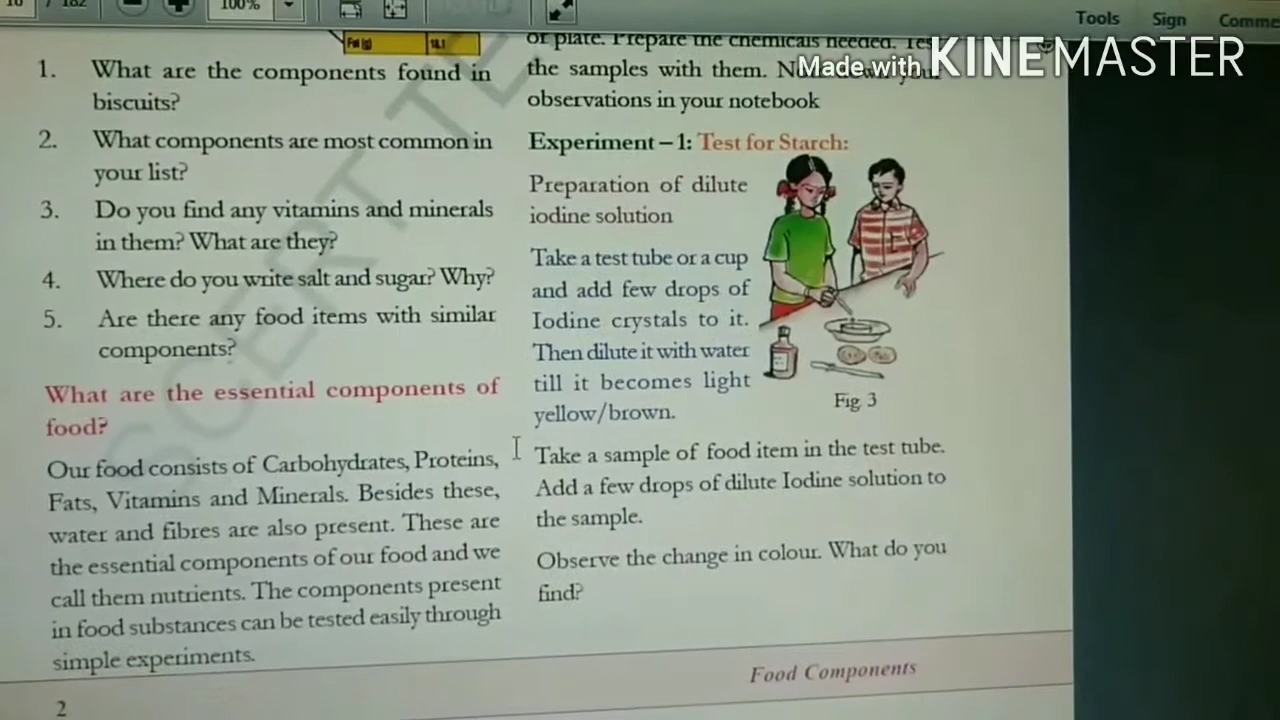 182
100%
Tools Sign Comme
Made with KINEMASTER
Fat (g) 18.1
1. What are the components found in
biscuits?
2. What components are most common in
your list?
3. Do you find any vitamins and minerals
in them? What are they?
4. Where do you write salt and sugar? Why?
5. Are there any food items with similar
components?
What are the essential components of
food?
Our food consists of Carbohydrates, Proteins,
Fats, Vitamins and Minerals. Besides these,
water and fibres are also present. These are
the essential components of our food and we
call them nutrients. The components present
in food substances can be tested easily through
simple experiments.
or plate. Prepare the chemicals needed.
the samples with them. your
observations in your notebook
Experiment – 1: Test for Starch:
Preparation of dilute
iodine solution
Take a test tube or a cup
and add few drops of
Iodine crystals to it.
Then dilute it with water
till it becomes light
yellow/brown.
Fig 3
Take a sample of food item in the test tube.
Add a few drops of dilute Iodine solution to
the sample.
Observe the change in colour. What do you
find?
Food Components
2
SCERT TE